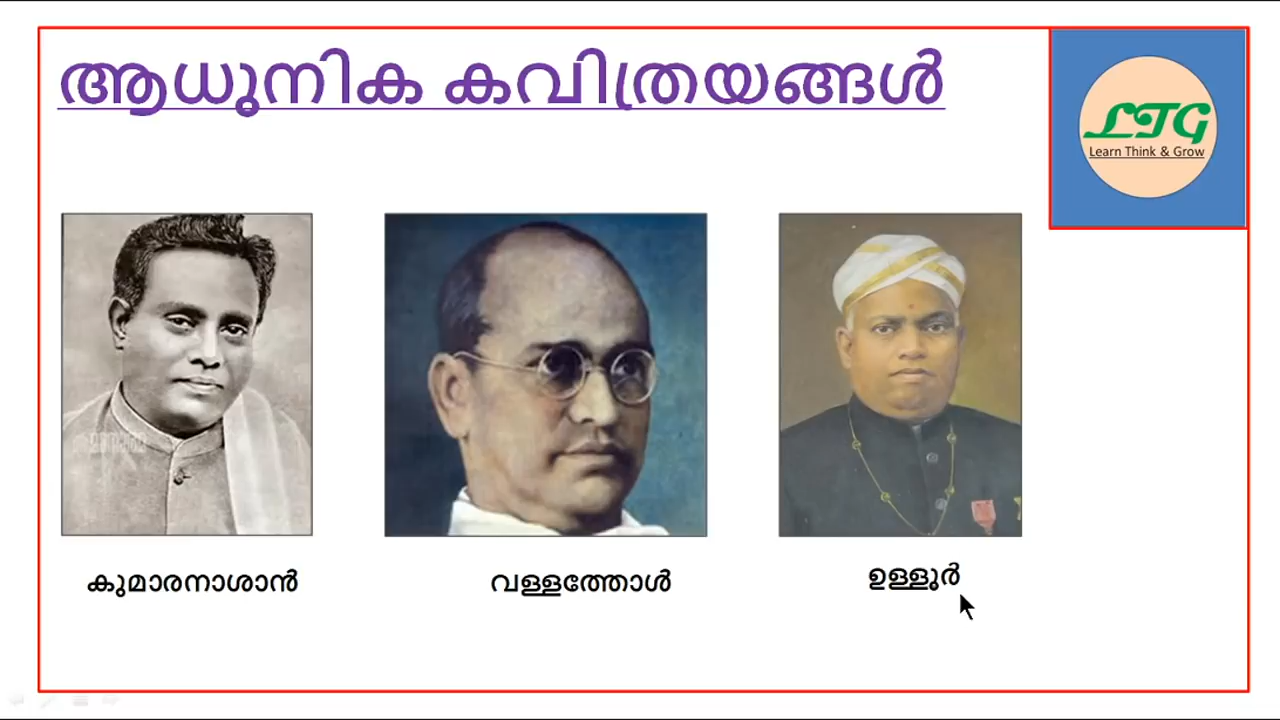 ആധുനിക കവിത്രയങ്ങൾ
LTG
Learn Think & Grow
കുമാരനാശാൻ
വള്ളത്തോൾ
ഉള്ളൂർ